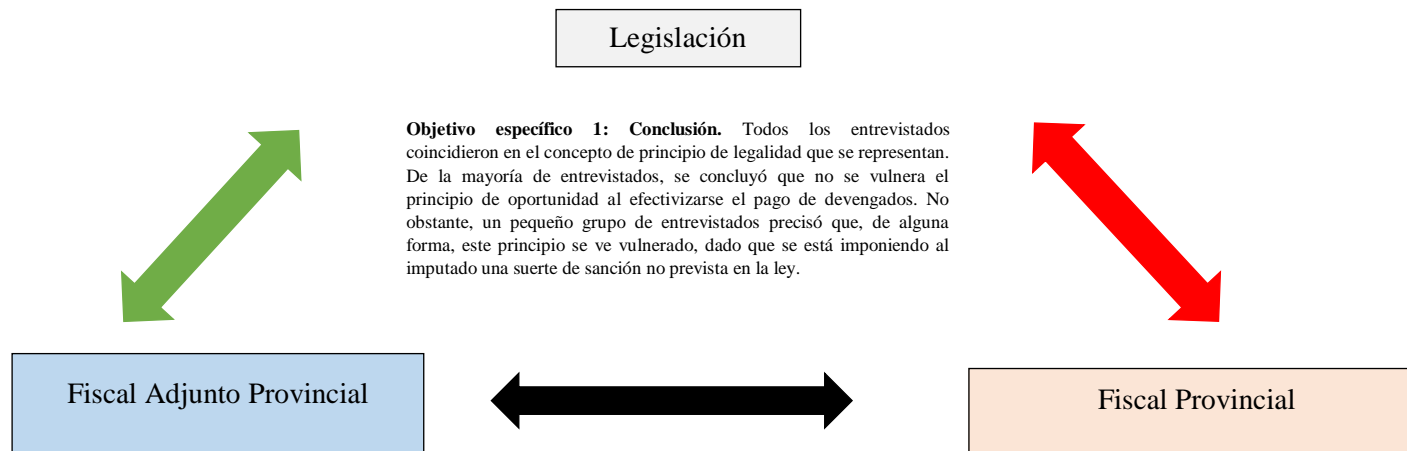 Legislación
Objetivo específico 1: Conclusión. Todos los entrevistados
coincidieron en el concepto de principio de legalidad que se representan.
De la mayoría de entrevistados, se concluyó que no se vulnera el
principio de oportunidad al efectivizarse el pago de devengados. No
obstante, un pequeño grupo de entrevistados precisó que, de alguna
forma, este principio se ve vulnerado, dado que se está imponiendo al
imputado una suerte de sanción no prevista en la ley.
Fiscal Adjunto Provincial
Fiscal Provincial